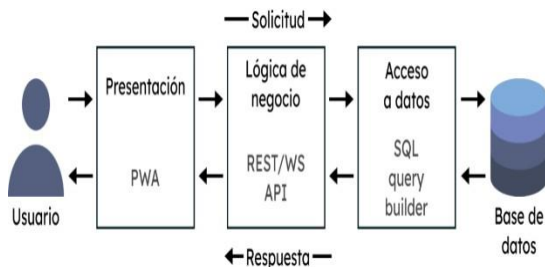 Solicitud
Presentación
PWA
Lógica de
negocio
REST/WS
API
Acceso
a datos
SQL
query
builder
Usuario
Base de
datos
Respuesta